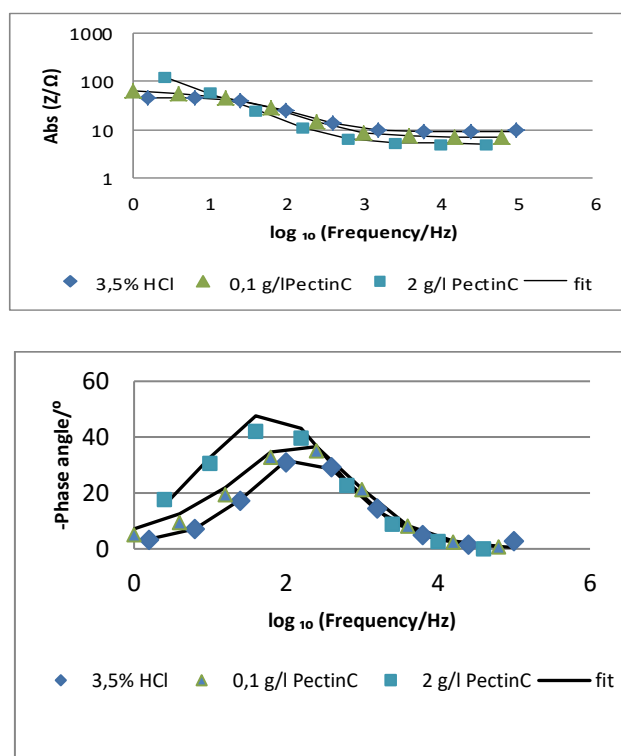 1000
100
10
1
Abs (Z/Ω)
0 1 2 3 4 5 6
log ₁₀ (Frequency/Hz)
3,5% HCl 0,1 g/lPectinC 2 g/l PectinC fit
60
40
20
0
-Phase angle/º
0 2 4 6
log ₁₀ (Frequency/Hz)
3,5% HCl 0,1 g/l PectinC 2 g/l PectinC fit